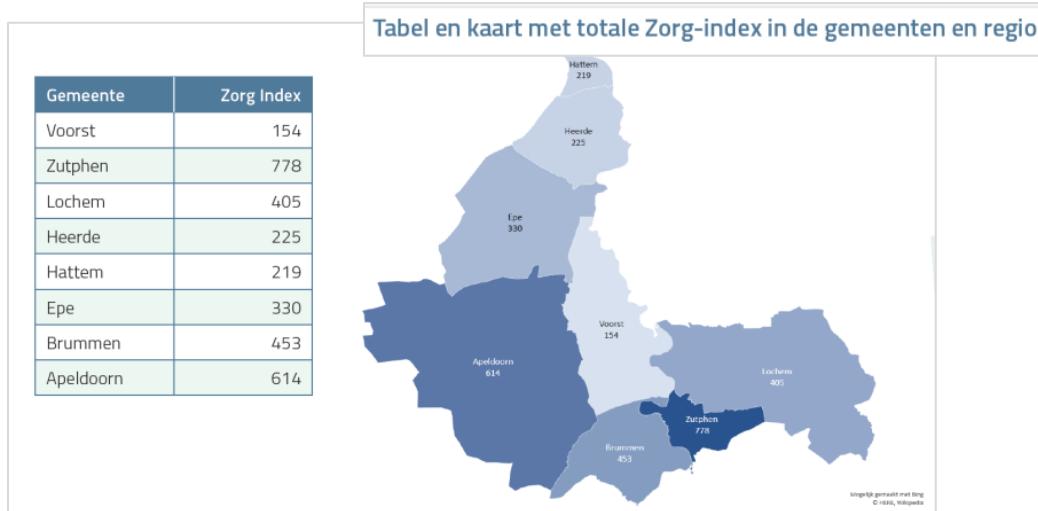 Tabel en kaart met totale Zorg-index in de gemeenten en regio
Gemeente Zorg Index
Voorst 154
Zutphen 778
Lochem 405
Heerde 225
Hattem 219
Epe 330
Brummen 453
Apeldoorn 614
Hattem
219
Heerde
225
Epe
330
Voorst
154
Apeldoorn
614
Lochem
405
Zutphen
778
Brummen
453
Mogelijk gemaakt met Bing
© HERE, Wikipedia